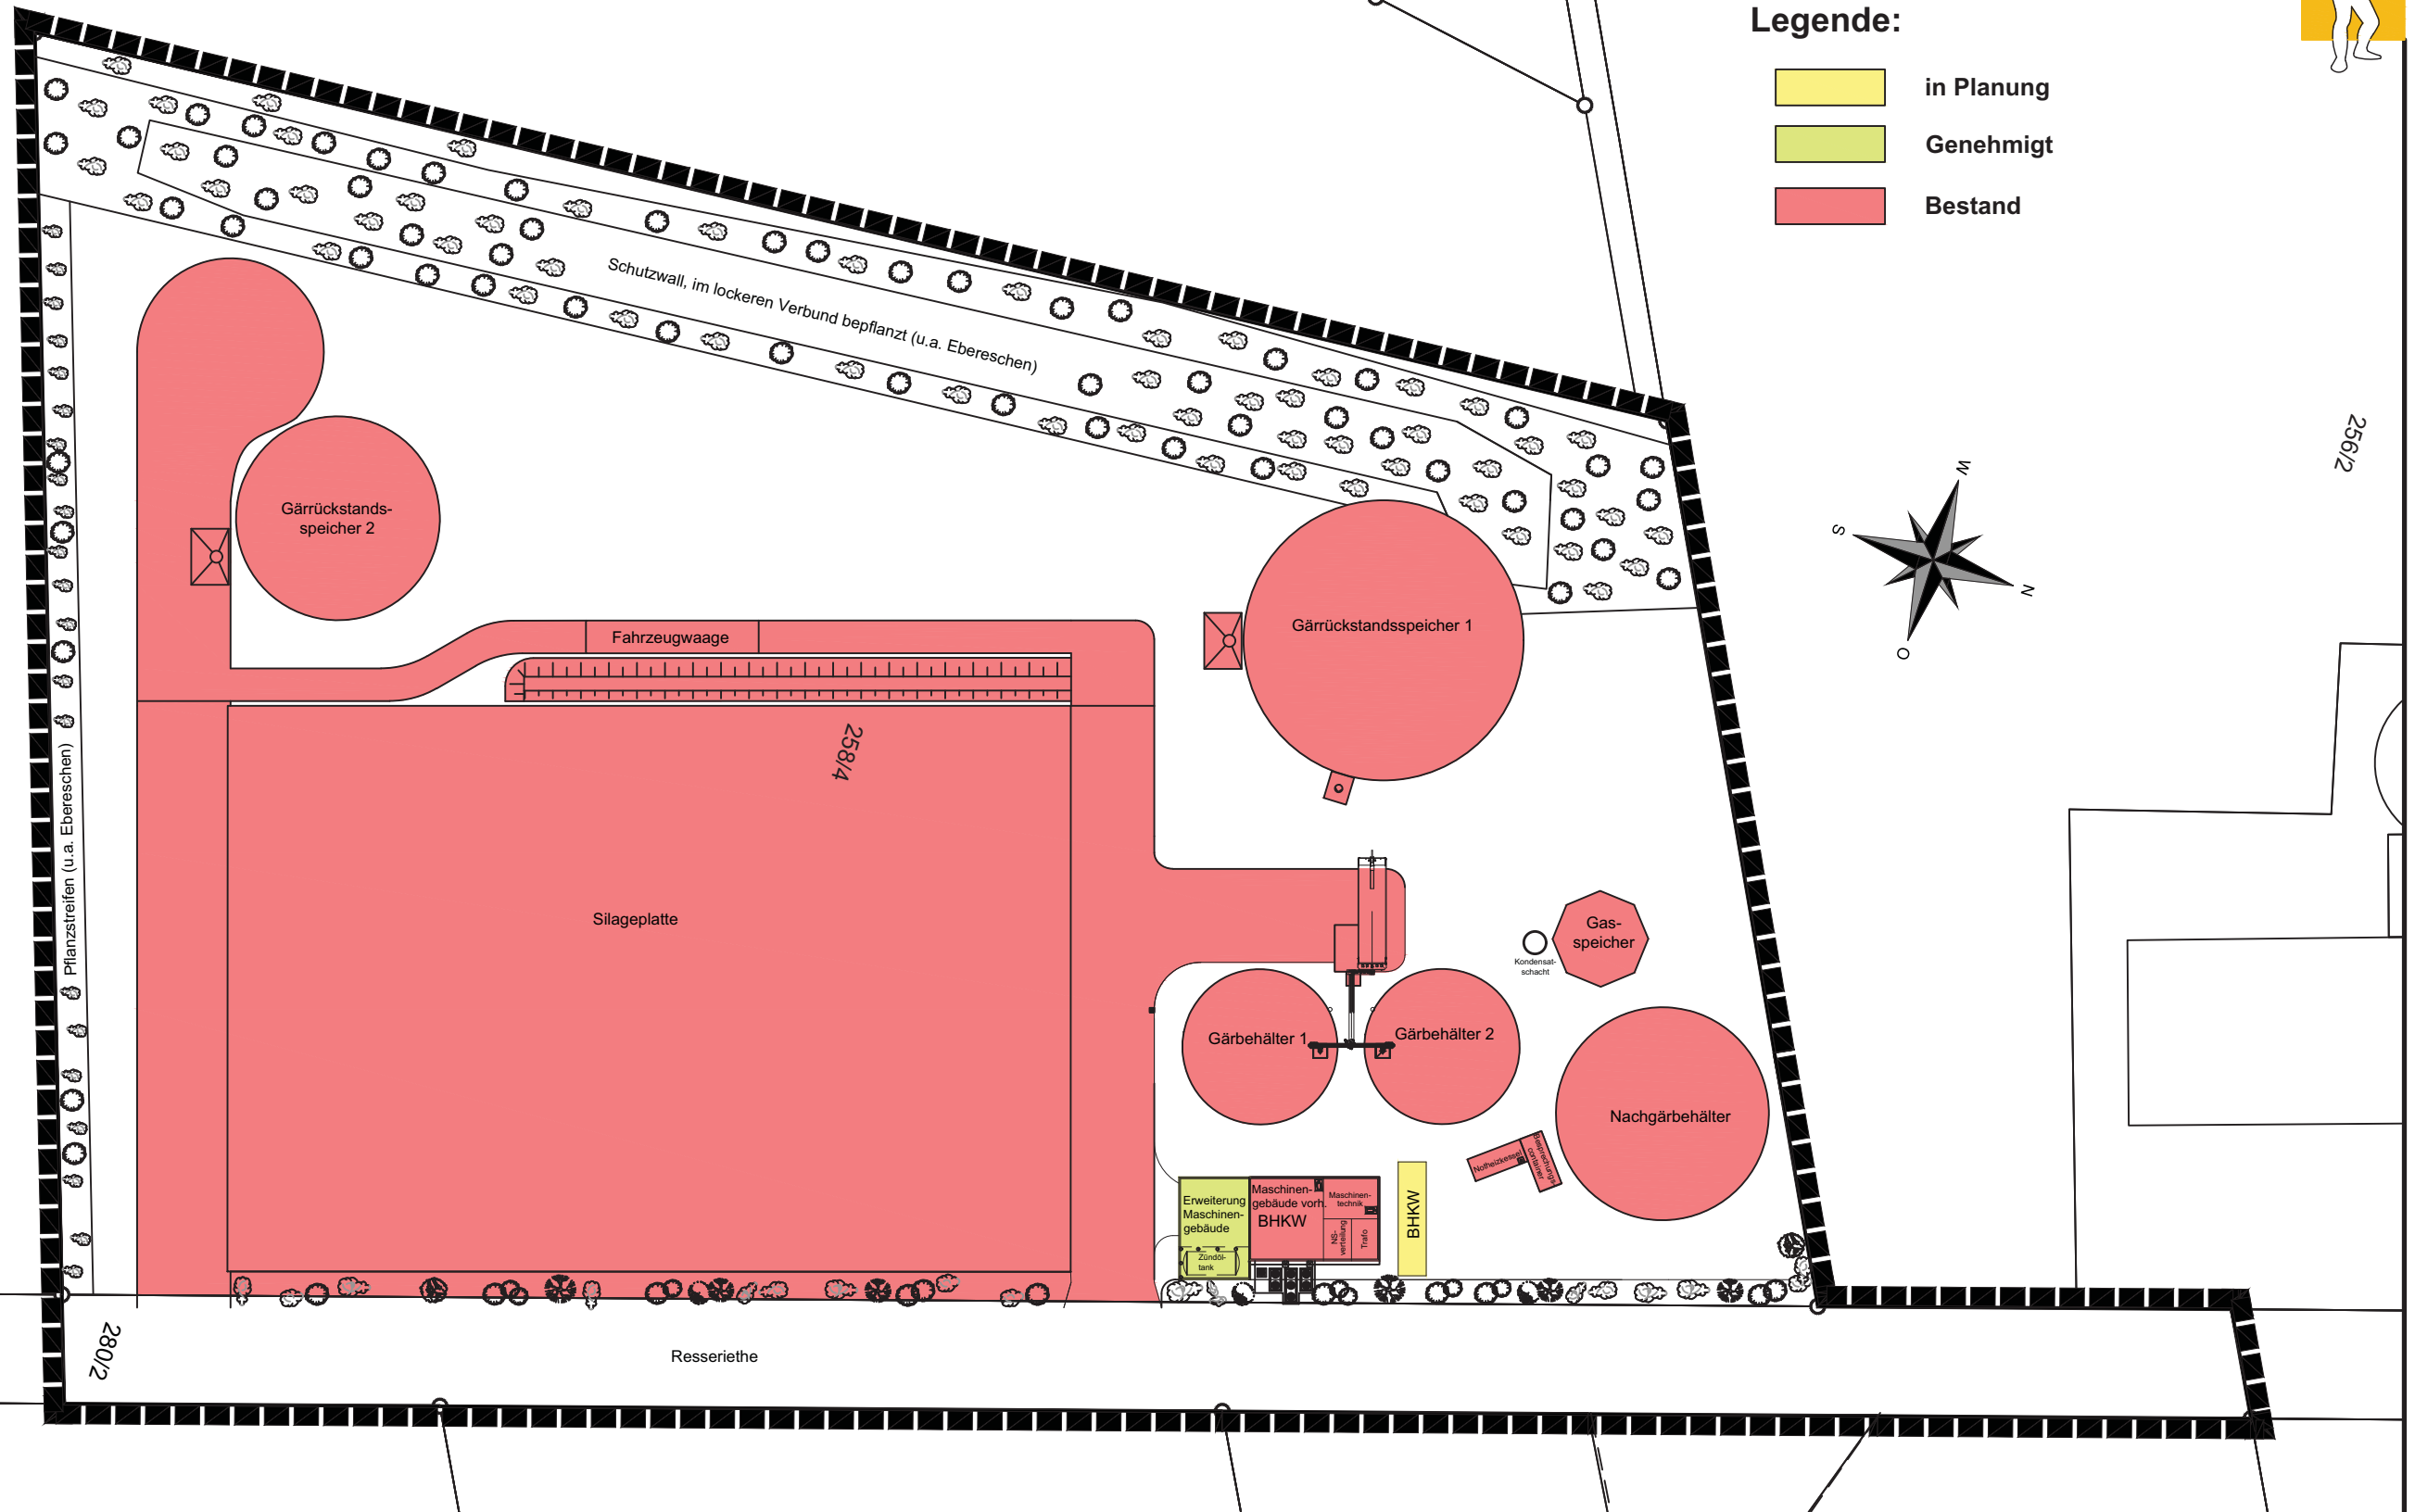 Legende:
in Planung
Genehmigt
Bestand
Schutzwall, im lockeren Verbund bepflanzt (u.a. Ebereschen)
256/2
W
S
N
O
Gärrückstands-
speicher 2
Gärrückstandsspeicher 1
Fahrzeugwaage
258/4
Pflanzstreifen (u.a. Ebereschen)
Silageplatte
Gas-
speicher
Kondensat-
schacht
Gärbehälter 1
Gärbehälter 2
Nachgärbehälter
Notheizkessel
Besprechungs-
container
Erweiterung
Maschinen-
gebäude
Zündöl-
tank
Maschinen-
gebäude vorh.
BHKW
Maschinen-
technik
NS-
verteilung
Trafo
BHKW
280/2
Resseriethe